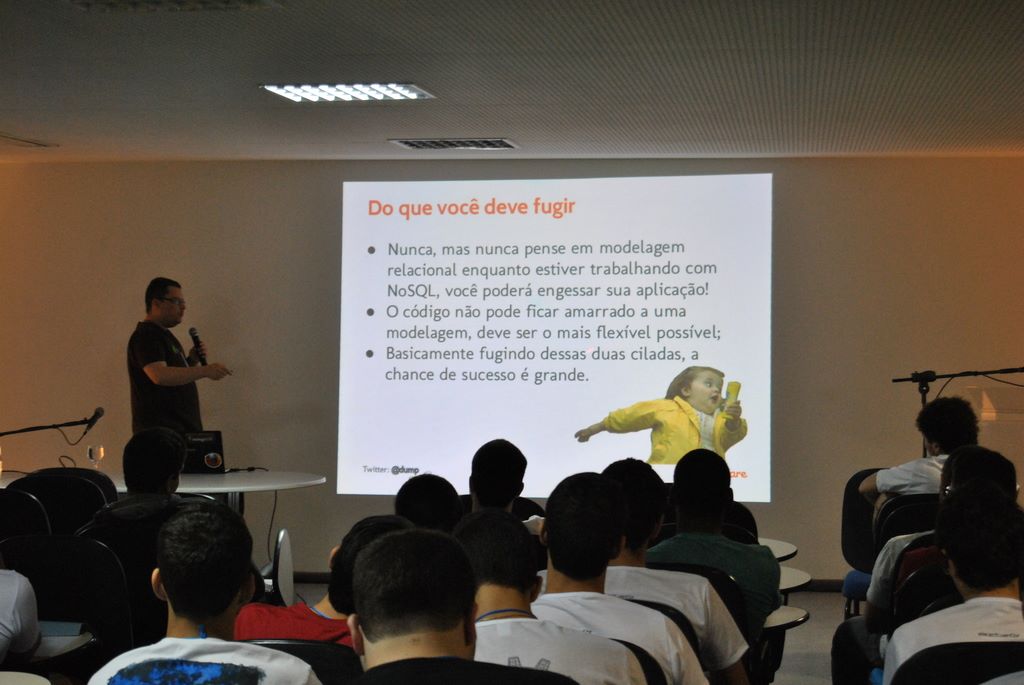 Do que você deve fugir
● Nunca, mas nunca pense em modelagem
relacional enquanto estiver trabalhando com
NoSQL, você poderá engessar sua aplicação!
● O código não pode ficar amarrado a uma
modelagem, deve ser o mais flexível possível;
● Basicamente fugindo dessas duas ciladas, a
chance de sucesso é grande.
Twitter: @dump
are